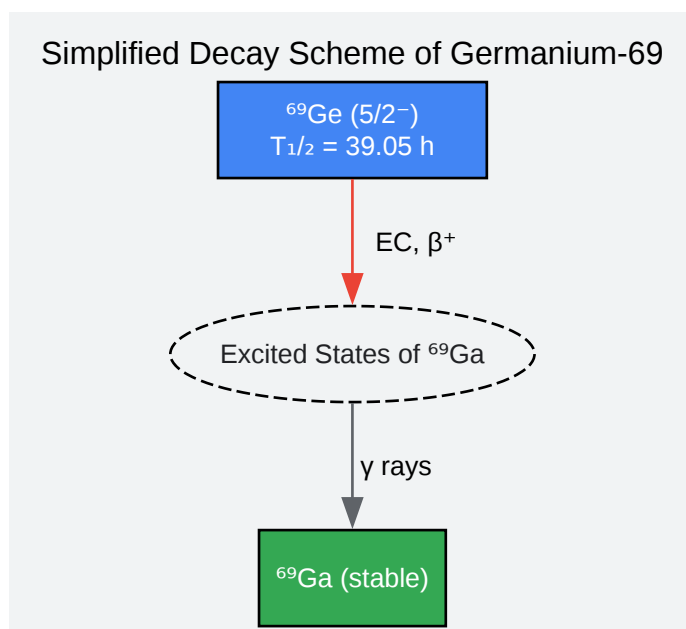 Simplified Decay Scheme of Germanium-69
⁶⁹Ge (5/2⁻)
T₁/₂ = 39.05 h
EC, β⁺
Excited States of ⁶⁹Ga
γ rays
⁶⁹Ga (stable)